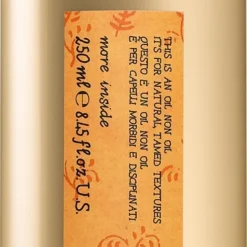 THIS IS AN OIL NON OIL
IT'S FOR NATURAL TAMED TEXTURES
QUESTO È UN OIL NON OIL
È PER CAPELLI MORBIDI E DISCIPLINATI
more inside
250 ml ℮ 8.45 fl.oz U.S.